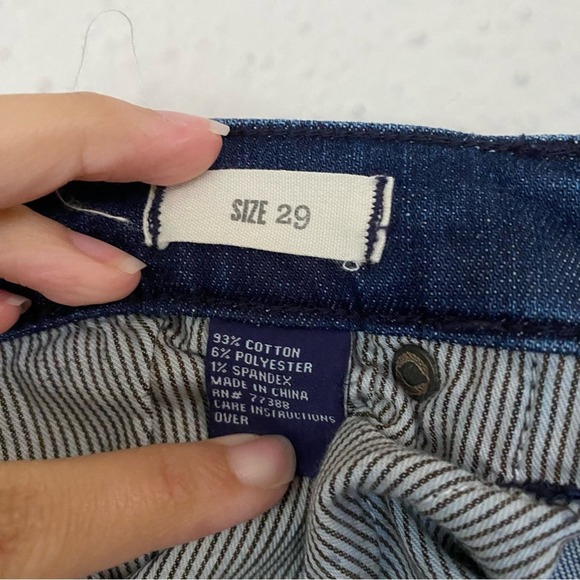 SIZE 29
93% COTTON
6% POLYESTER
1% SPANDEX
MADE IN CHINA
RN# 77388
CARE INSTRUCTIONS
OVER